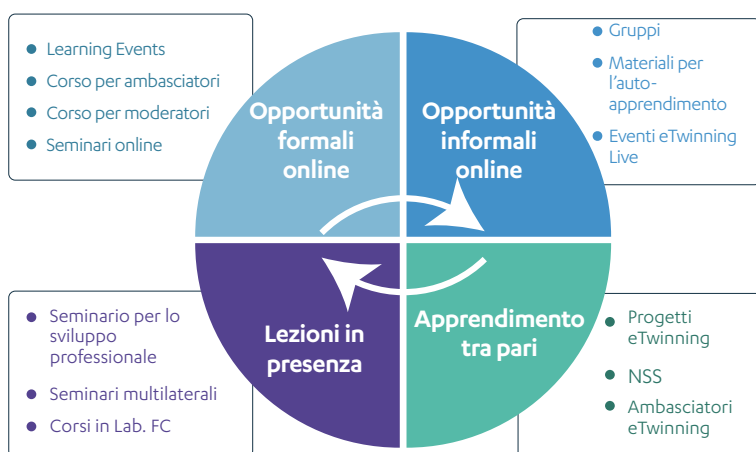 Learning Events
Corso per ambasciatori
Corso per moderatori
Seminari online
Opportunità
formali
online
Opportunità
informali
online
Gruppi
Materiali per
l'auto-
apprendimento
Eventi eTwinning
Live
Seminario per lo
sviluppo
professionale
Seminari multilaterali
Corsi in Lab. FC
Lezioni in
presenza
Apprendimento
tra pari
Progetti
eTwinning
NSS
Ambasciatori
eTwinning